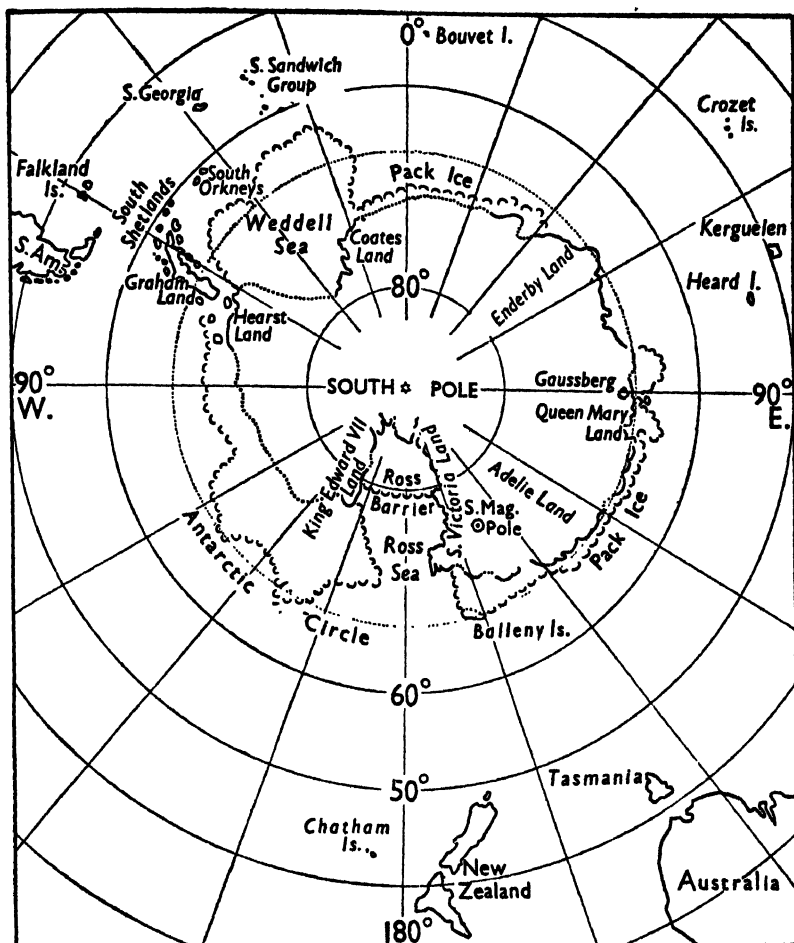 0°
Bouvet I.
S. Sandwich
Group
S. Georgia
Crozet
Is.
Falkland
Is.
South
Orkneys
Pack Ice
South
Shetlands
Weddell
Sea
Coates
Land
Kerguelen
S. Am.
Graham
Land
Enderby Land
Heard I.
80°
Hearst
Land
90°
W.
SOUTH POLE
Gaussberg
90°
E.
Queen Mary
Land
King Edward VII
Land
S. Victoria Land
Ross
Barrier
Adelie Land
S. Mag.
Pole
Pack Ice
Ross
Sea
Antarctic
Circle
Balleny Is.
60°
50°
Tasmania
Chatham
Is.
New
Zealand
Australia
180°